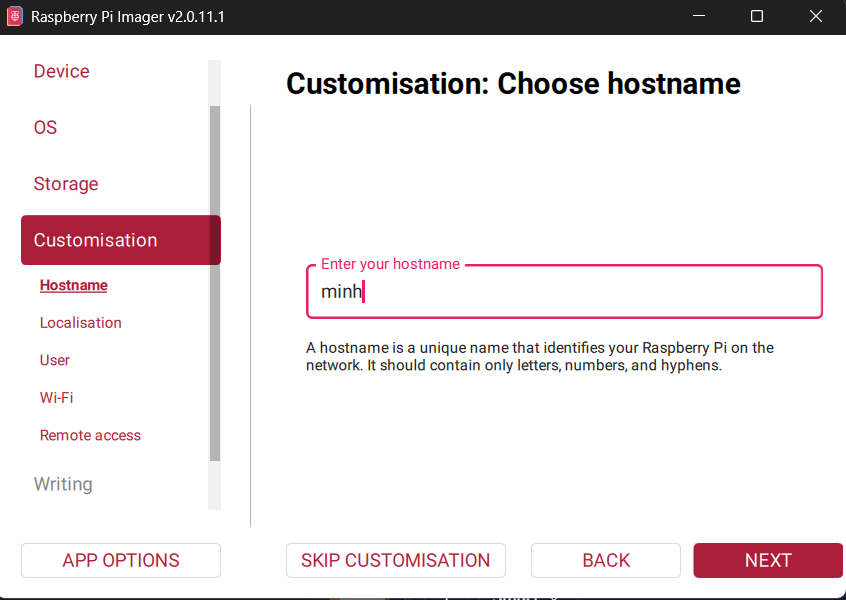 Raspberry Pi Imager v2.0.11.1
Device
OS
Storage
Customisation
Hostname
Localisation
User
Wi-Fi
Remote access
Writing
APP OPTIONS
Customisation: Choose hostname
Enter your hostname
minh
A hostname is a unique name that identifies your Raspberry Pi on the
network. It should contain only letters, numbers, and hyphens.
SKIP CUSTOMISATION
BACK
NEXT